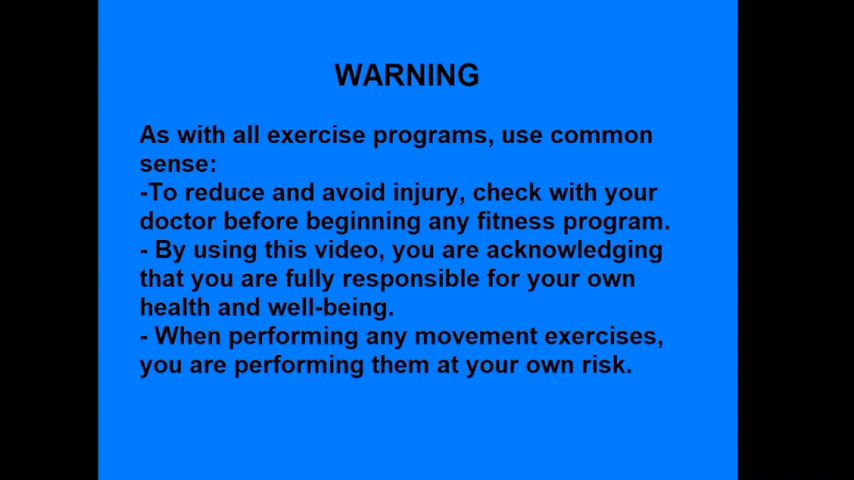 WARNING
As with all exercise programs, use common
sense:
-To reduce and avoid injury, check with your
doctor before beginning any fitness program.
- By using this video, you are acknowledging
that you are fully responsible for your own
health and well-being.
- When performing any movement exercises,
you are performing them at your own risk.